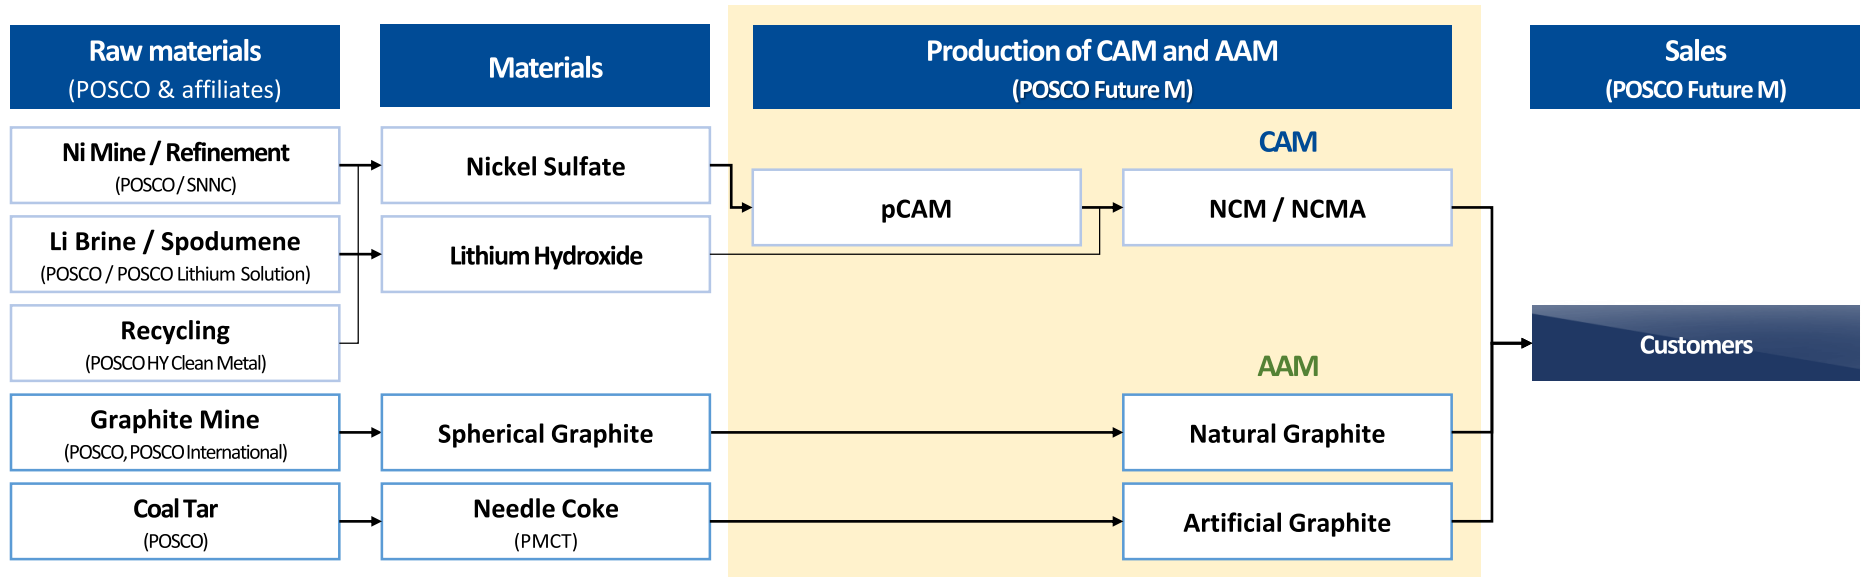 Raw materials
(POSCO & affiliates)
Materials
Production of CAM and AAM
(POSCO Future M)
Sales
(POSCO Future M)
Ni Mine / Refinement
(POSCO / SNNC)
Nickel Sulfate
CAM
pCAM
NCM / NCMA
Li Brine / Spodumene
(POSCO / POSCO Lithium Solution)
Lithium Hydroxide
Recycling
(POSCO HY Clean Metal)
Customers
AAM
Graphite Mine
(POSCO, POSCO International)
Spherical Graphite
Natural Graphite
Coal Tar
(POSCO)
Needle Coke
(PMCT)
Artificial Graphite